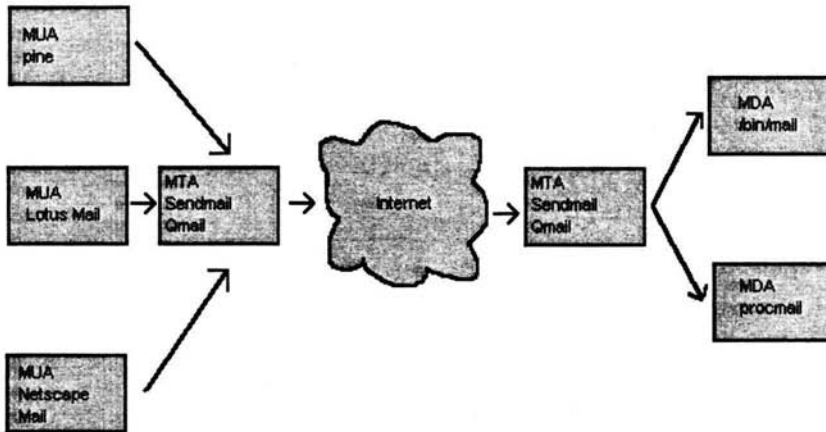 MUA
pine
MUA
Lotus Mail
MUA
Netscape
Mail
MTA
Sendmail
Qmail
Internet
MTA
Sendmail
Qmail
MDA
/bin/mail
MDA
procmail